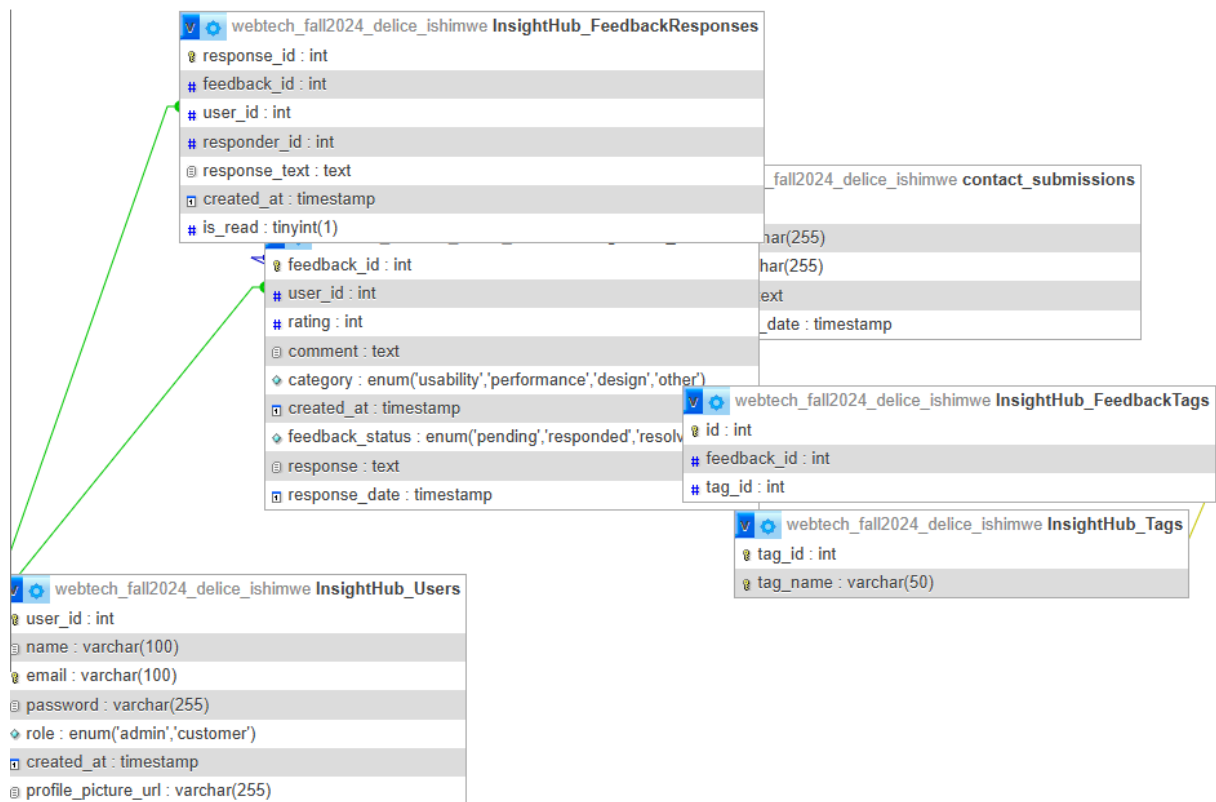 webtech_fall2024_delice_ishimwe InsightHub_FeedbackResponses
response_id : int
feedback_id : int
user_id : int
responder_id : int
response_text : text
created_at : timestamp
is_read : tinyint(1)
_fall2024_delice_ishimwe contact_submissions
har(255)
har(255)
ext
_date : timestamp
feedback_id : int
user_id : int
rating : int
comment : text
category : enum('usability','performance','design','other')
created_at : timestamp
feedback_status : enum('pending','responded','resolv
response : text
response_date : timestamp
webtech_fall2024_delice_ishimwe InsightHub_FeedbackTags
id : int
feedback_id : int
tag_id : int
webtech_fall2024_delice_ishimwe InsightHub_Tags
tag_id : int
tag_name : varchar(50)
webtech_fall2024_delice_ishimwe InsightHub_Users
user_id : int
name : varchar(100)
email : varchar(100)
password : varchar(255)
role : enum('admin','customer')
created_at : timestamp
profile_picture_url : varchar(255)